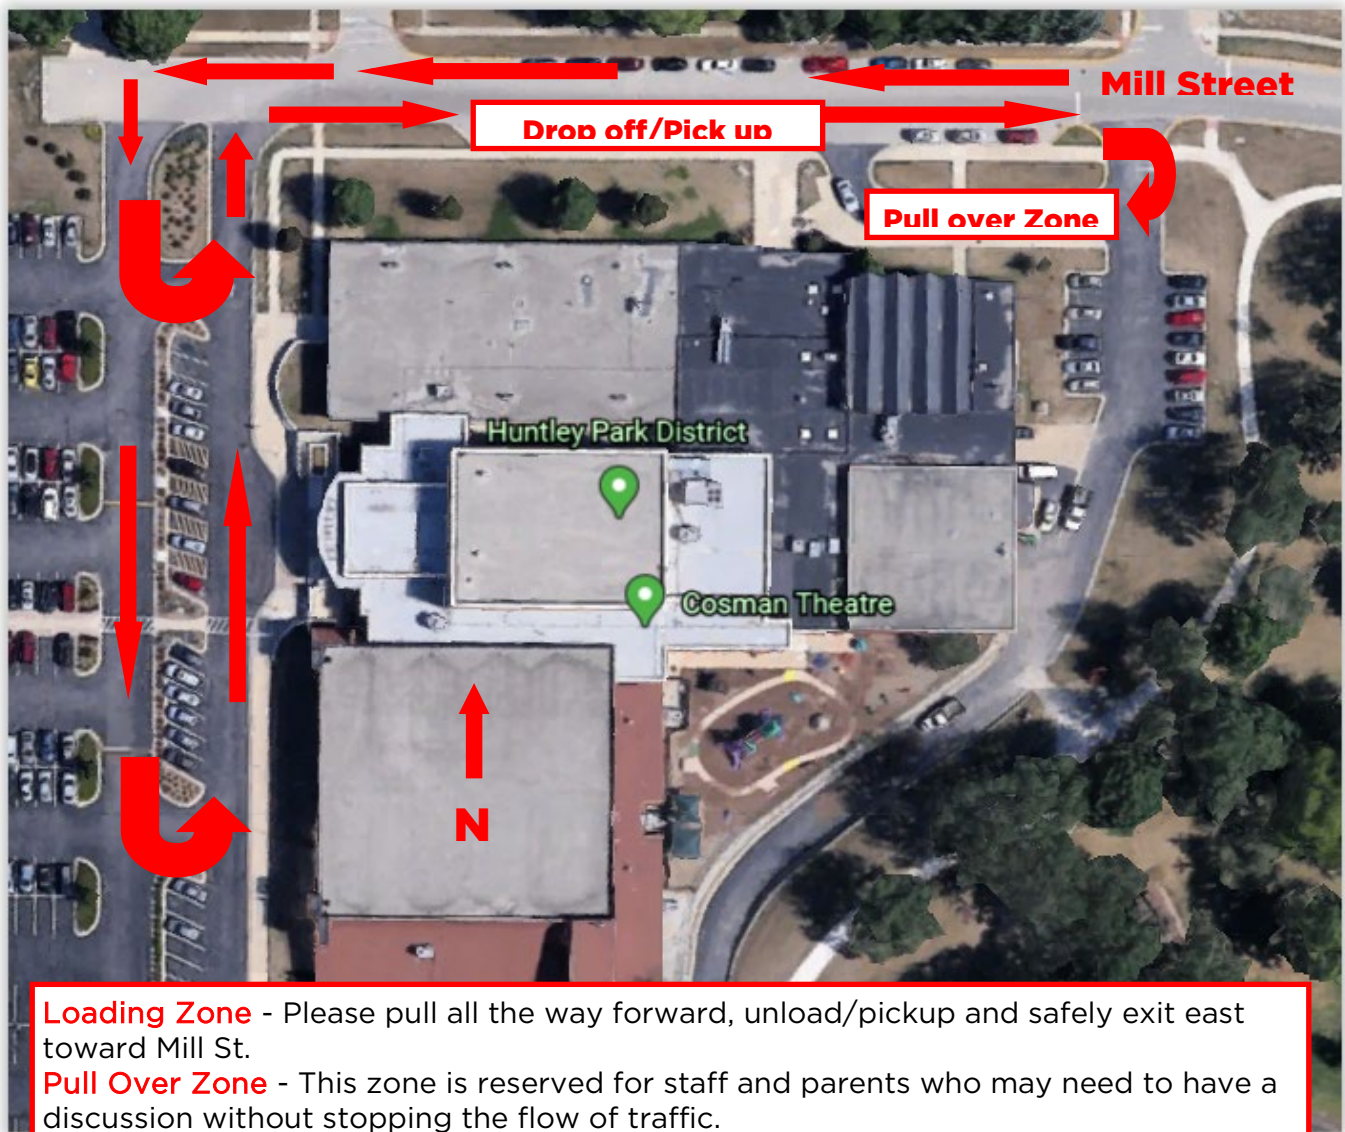 Mill Street
Drop off/Pick up
Pull over Zone
Huntley Park District
Cosman Theatre
N
Loading Zone - Please pull all the way forward, unload/pickup and safely exit east
toward Mill St.
Pull Over Zone - This zone is reserved for staff and parents who may need to have a
discussion without stopping the flow of traffic.